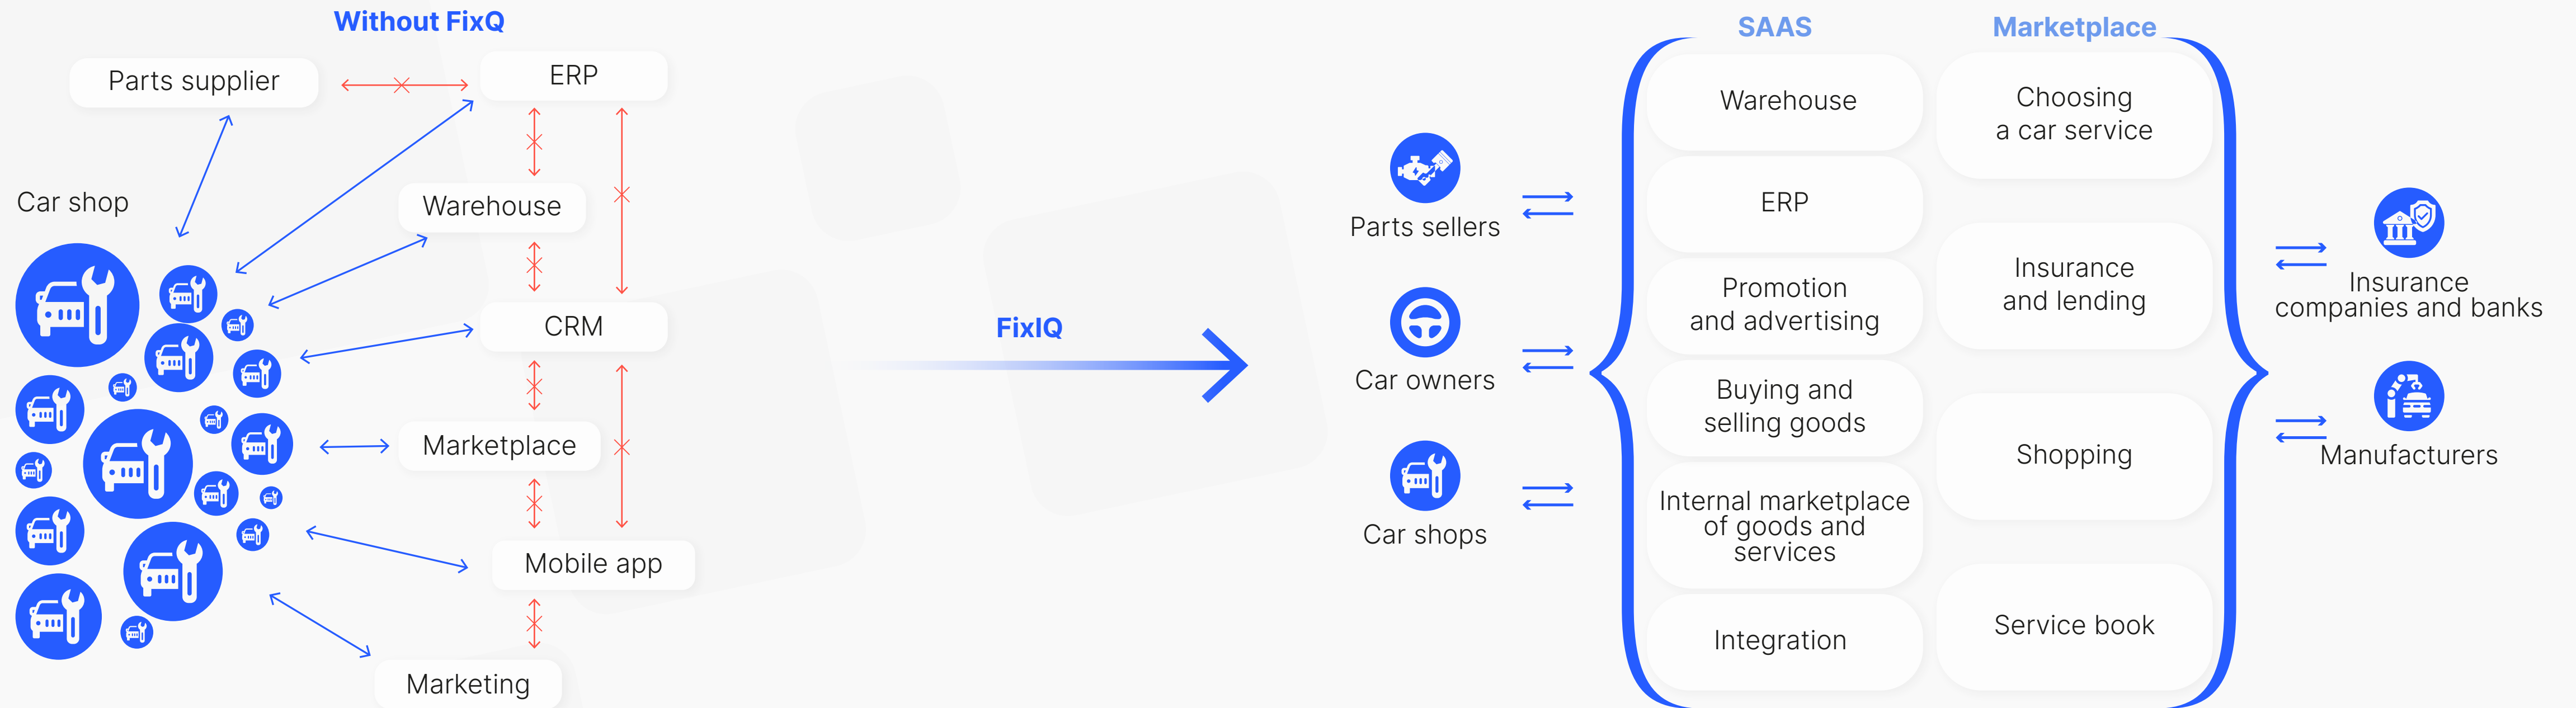 Without FixQ
Parts supplier
ERP
Car shop
Warehouse
CRM
Marketplace
Mobile app
Marketing
FixIQ
Parts sellers
Car owners
Car shops
SAAS
Warehouse
ERP
Promotion
and advertising
Buying and
selling goods
Internal marketplace
of goods and
services
Integration
Marketplace
Choosing
a car service
Insurance
and lending
Shopping
Service book
Insurance
companies and banks
Manufacturers